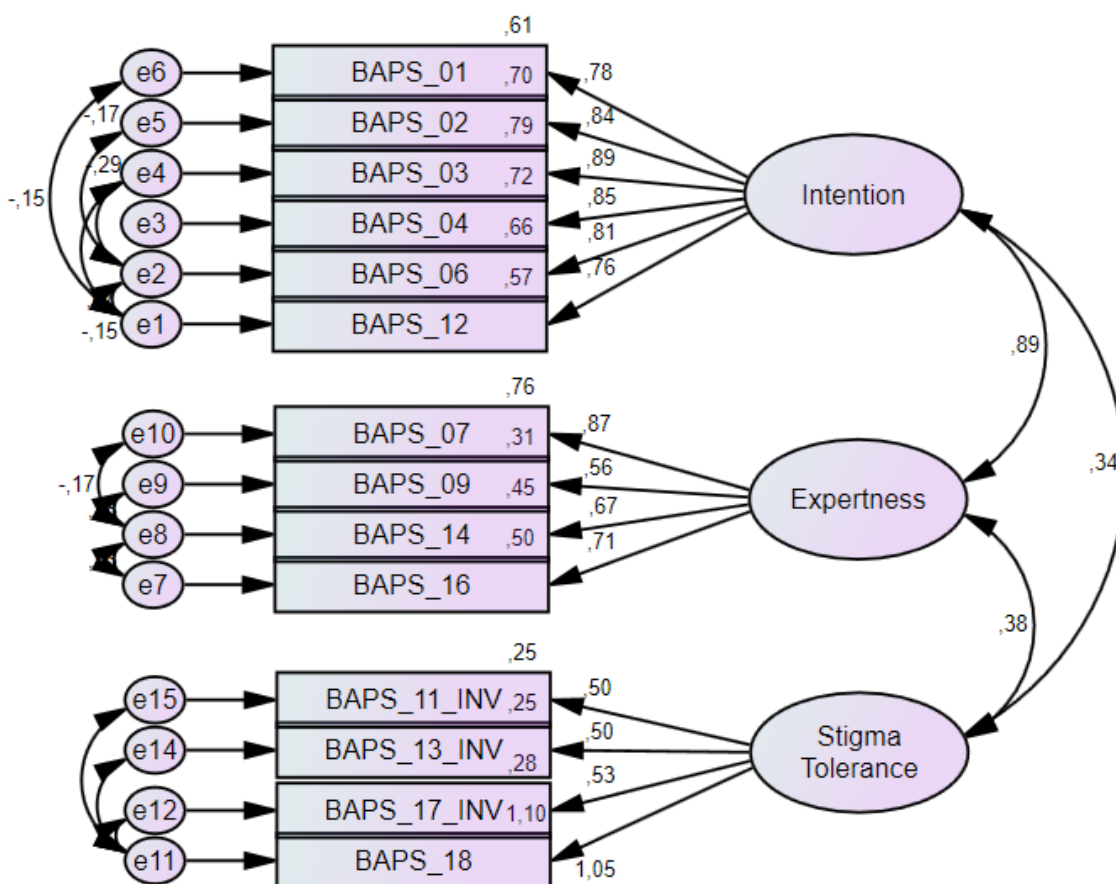 ,61
e6 BAPS_01 ,70 ,78
-,17 e5 BAPS_02 ,79 ,84
-,29 e4 BAPS_03 ,72 ,89
-,15 e3 BAPS_04 ,66 ,85
e2 BAPS_06 ,57 ,81
-,15 e1 BAPS_12 ,76
Intention
,89
,34
,76
e10 BAPS_07 ,31 ,87
-,17 e9 BAPS_09 ,45 ,56
e8 BAPS_14 ,50 ,67
e7 BAPS_16 ,71
Expertness
,38
,25
e15 BAPS_11_INV ,25 ,50
e14 BAPS_13_INV ,28 ,50
e12 BAPS_17_INV 1,10 ,53
e11 BAPS_18 1,05
Stigma
Tolerance